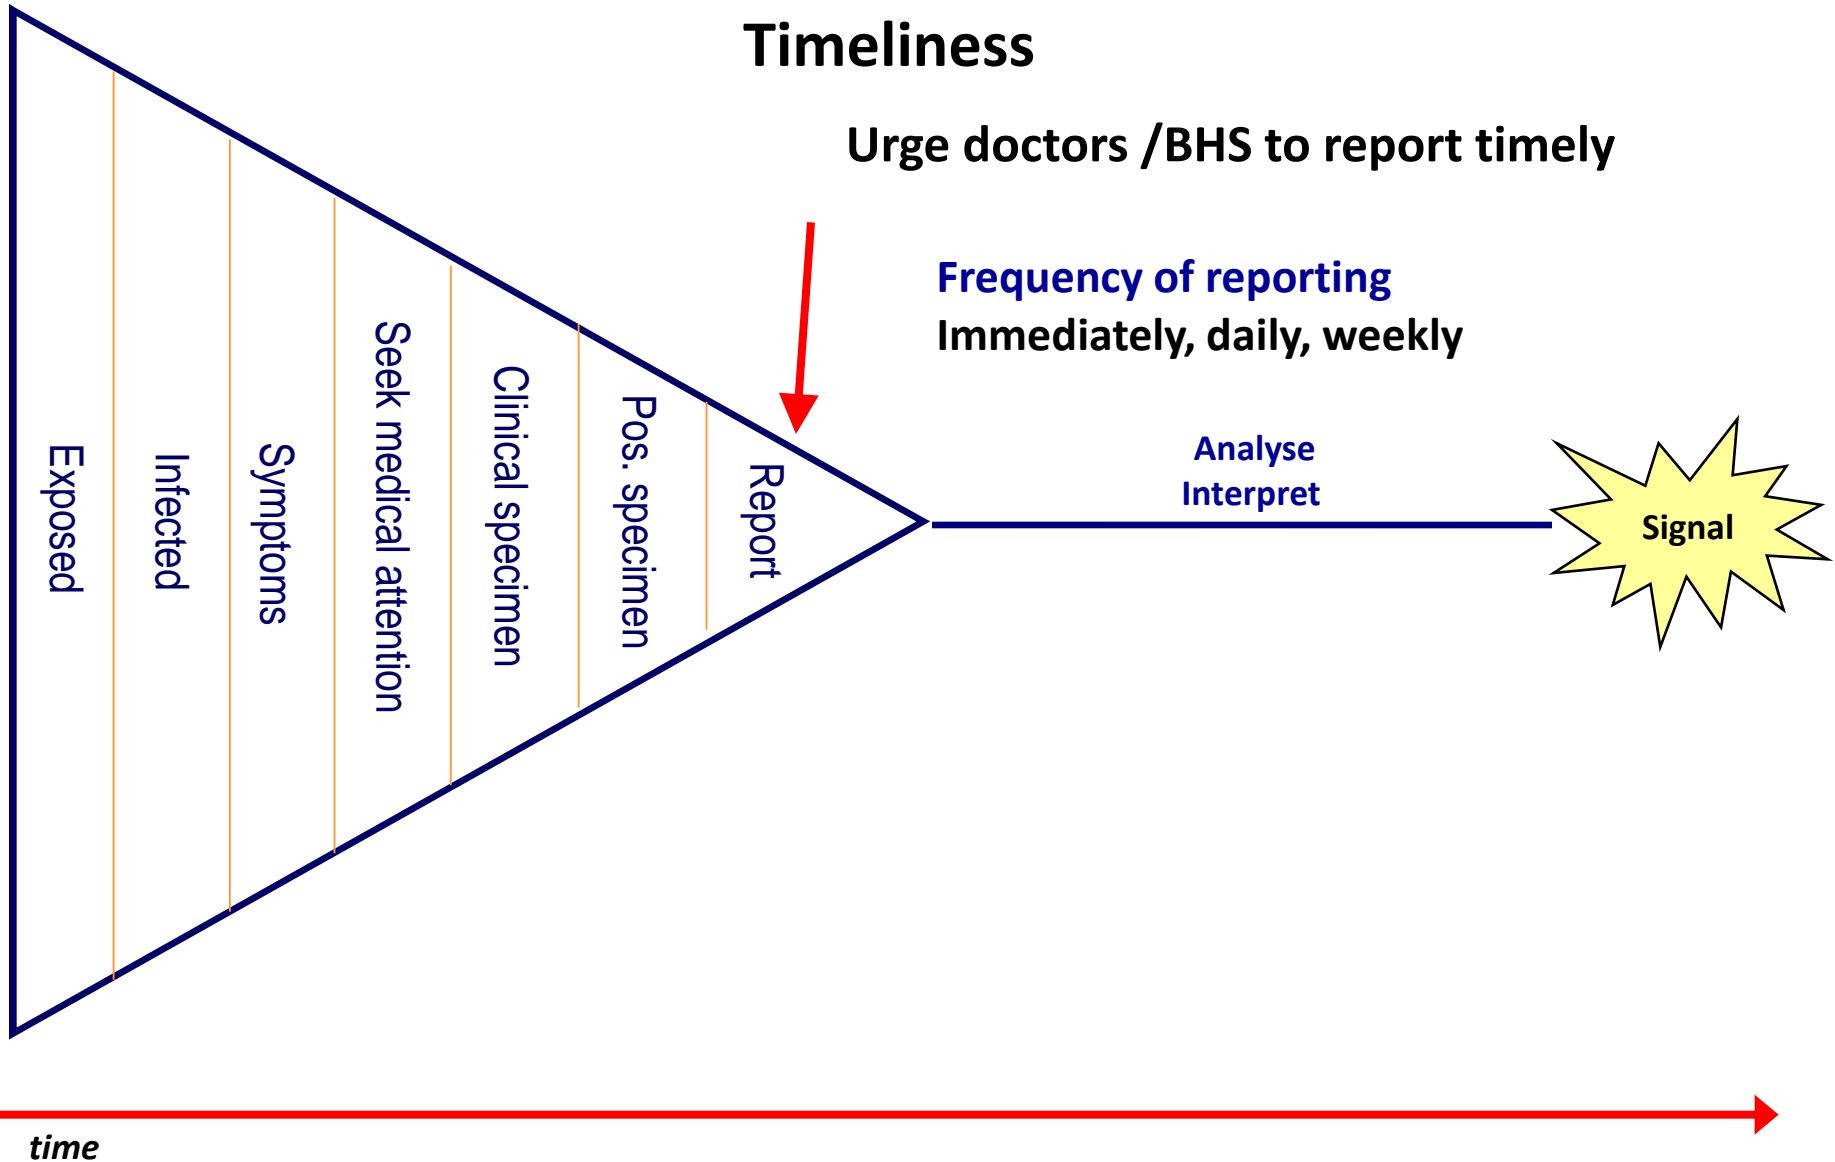 Timeliness
Urge doctors /BHS to report timely
Frequency of reporting
Immediately, daily, weekly
Exposed
Infected
Symptoms
Seek medical attention
Clinical specimen
Pos. specimen
Report
Analyse
Interpret
Signal
time